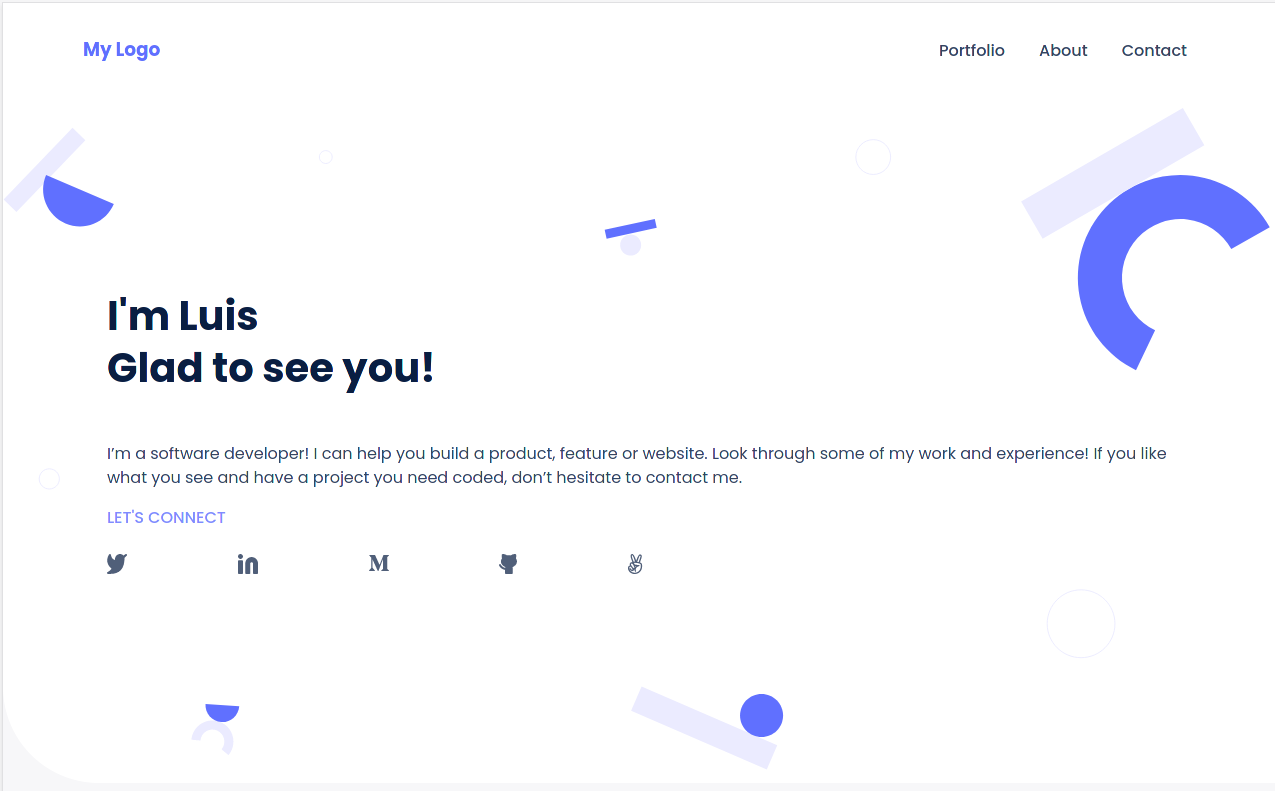 My Logo
Portfolio About Contact
I'm Luis
Glad to see you!
I’m a software developer! I can help you build a product, feature or website. Look through some of my work and experience! If you like
what you see and have a project you need coded, don’t hesitate to contact me.
LET'S CONNECT